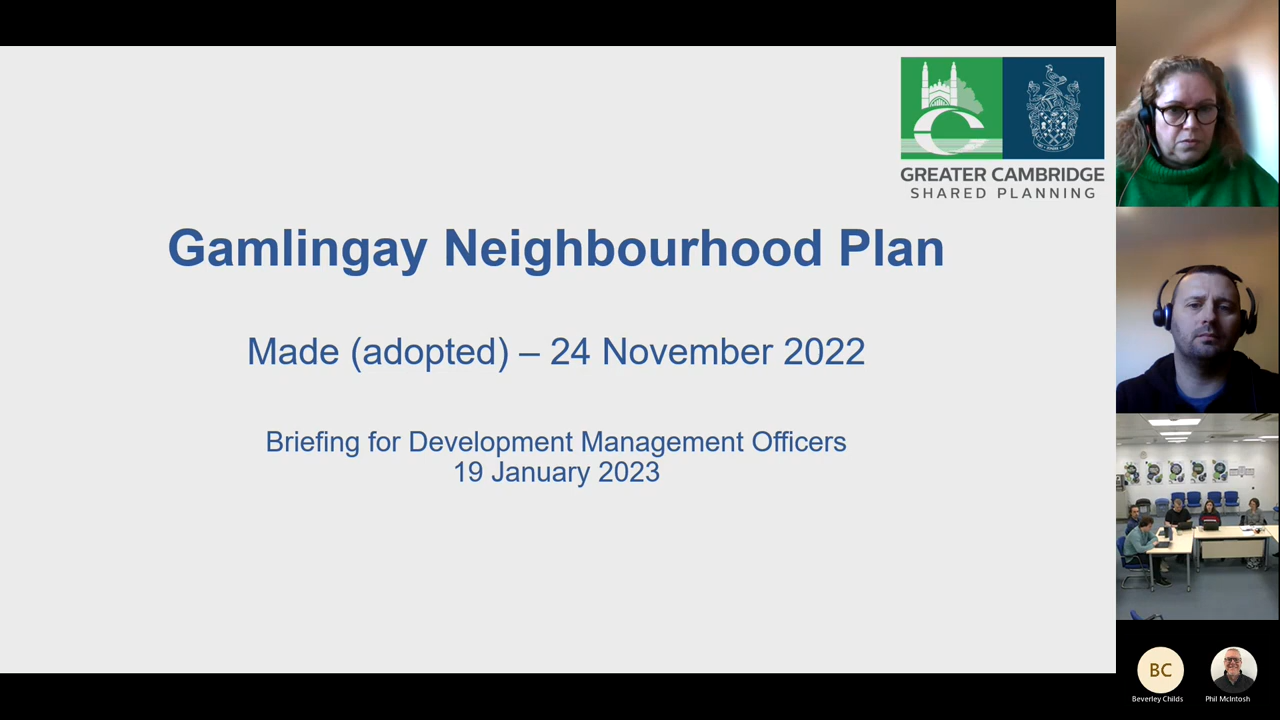 GREATER CAMBRIDGE
SHARED PLANNING
Gamlingay Neighbourhood Plan
Made (adopted) – 24 November 2022
Briefing for Development Management Officers
19 January 2023
BC
Beverley Childs
Phil McIntosh